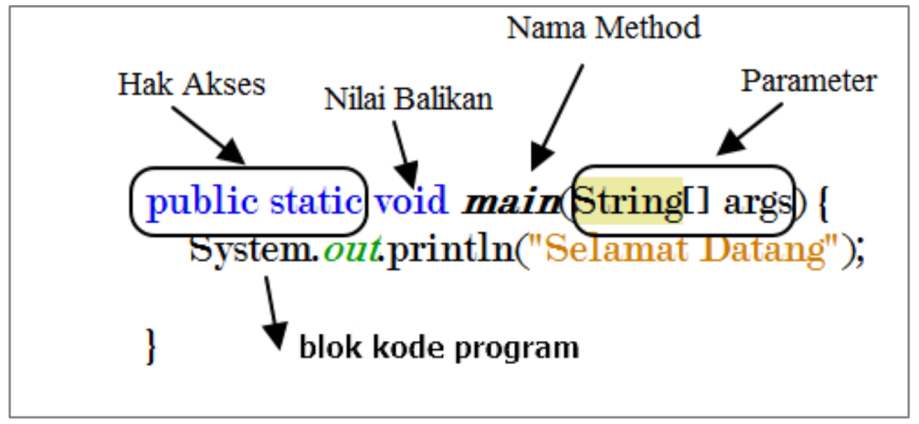 Nama Method
Hak Akses
Nilai Balikan
Parameter
public static void main(String[] args) {
System.out.println("Selamat Datang");
}
blok kode program